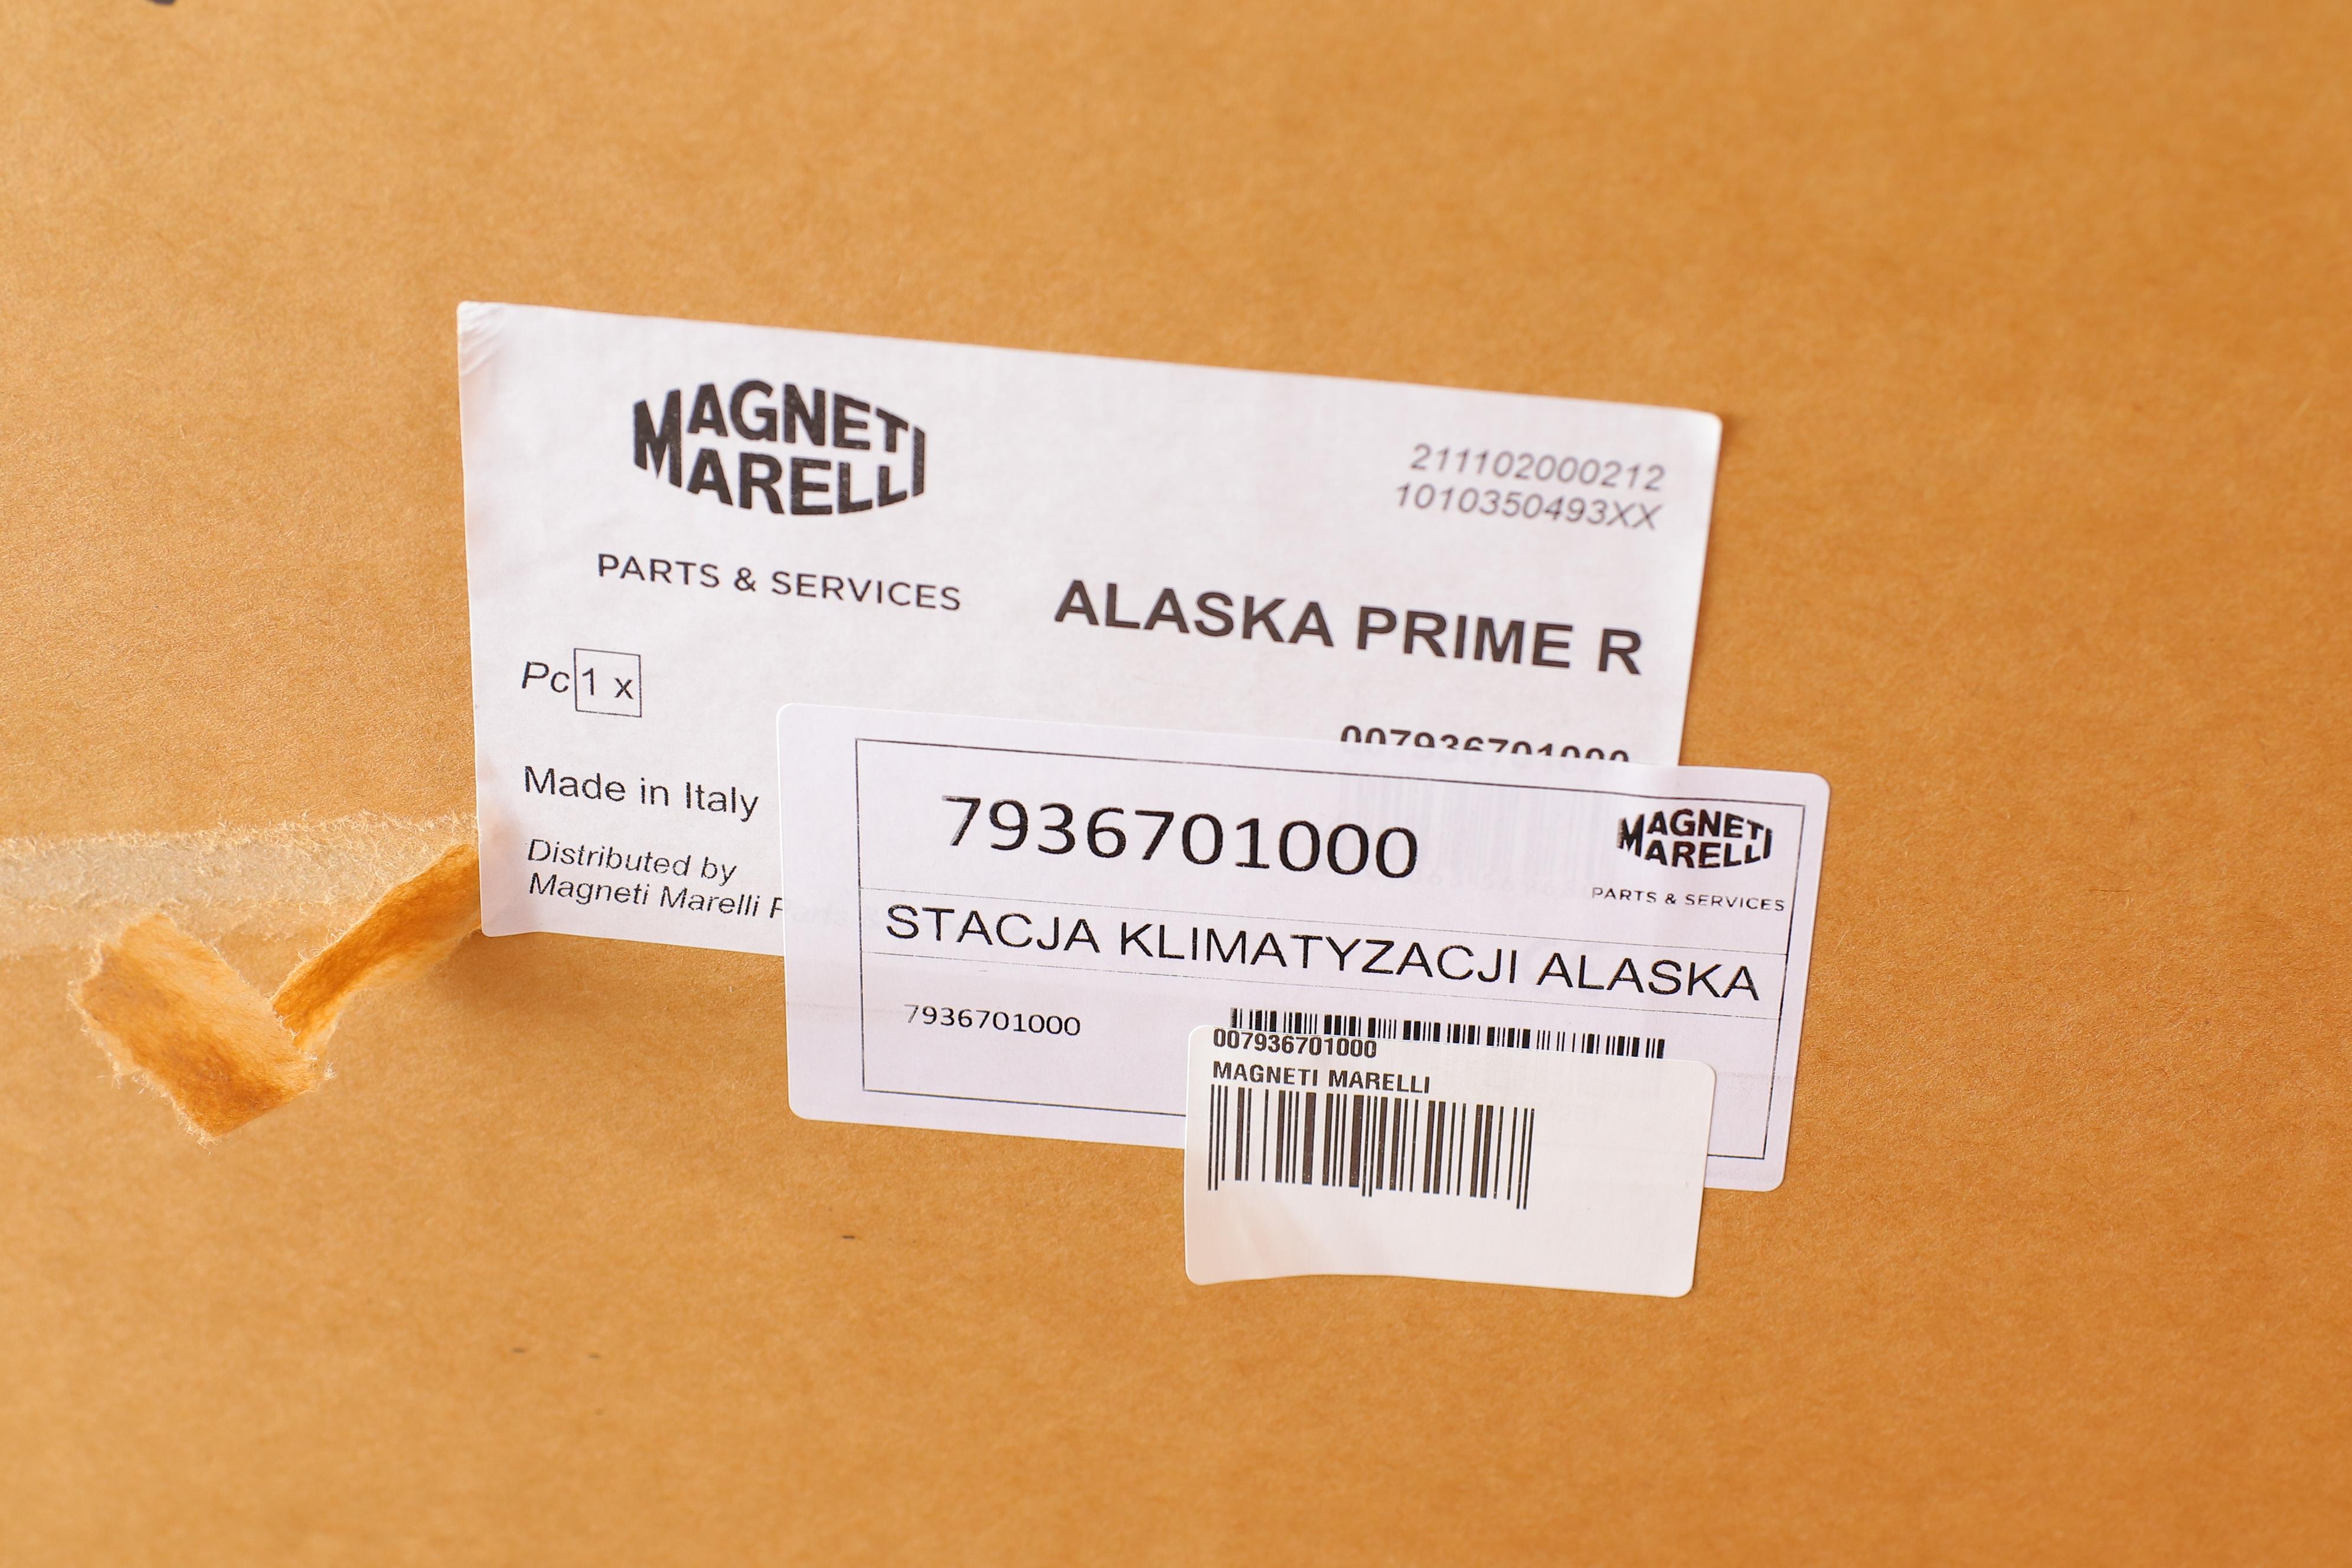 MAGNETI
MARELLI
PARTS & SERVICES
211102000212
1010350493XX
ALASKA PRIME R
Pc 1 x
007936701000
Made in Italy
Distributed by
Magneti Marelli
7936701000
MAGNETI
MARELLI
PARTS & SERVICES
STACJA KLIMATYZACJI ALASKA
7936701000
007936701000
MAGNETI MARELLI